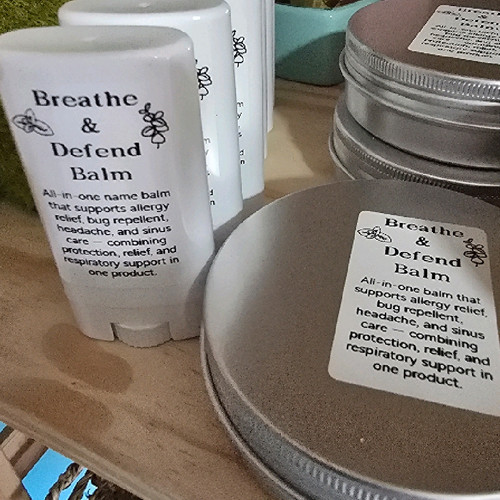 Breathe
&
Defend
Balm
All-in-one name balm
that supports allergy
relief, bug repellent,
headache, and sinus
care — combining
protection, relief, and
respiratory support in
one product.
Breathe
&
Defend
Balm
All-in-one balm that
supports allergy relief,
bug repellent,
headache, and sinus
care — combining
protection, relief, and
respiratory support in
one product.